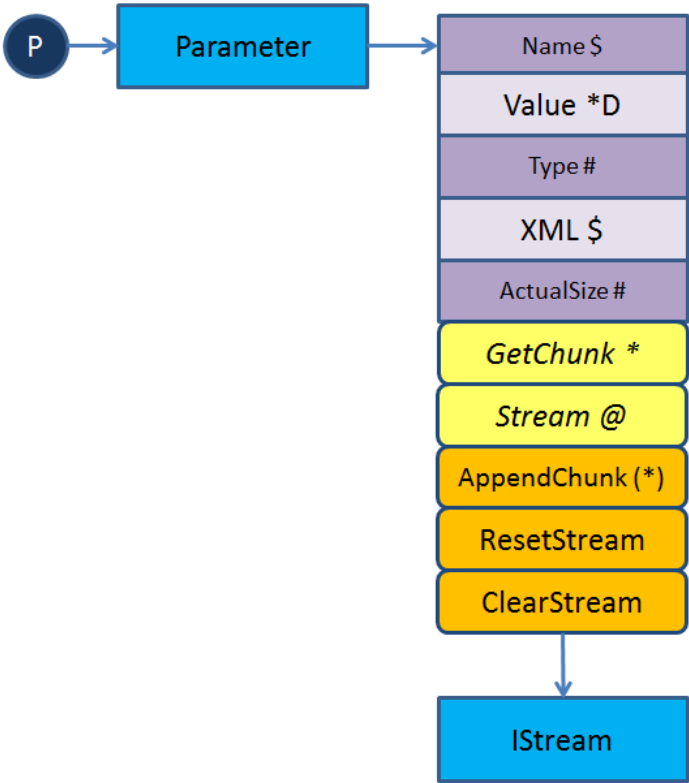 P
Parameter
Name $
Value *D
Type #
XML $
ActualSize #
GetChunk *
Stream @
AppendChunk (*)
ResetStream
ClearStream
IStream